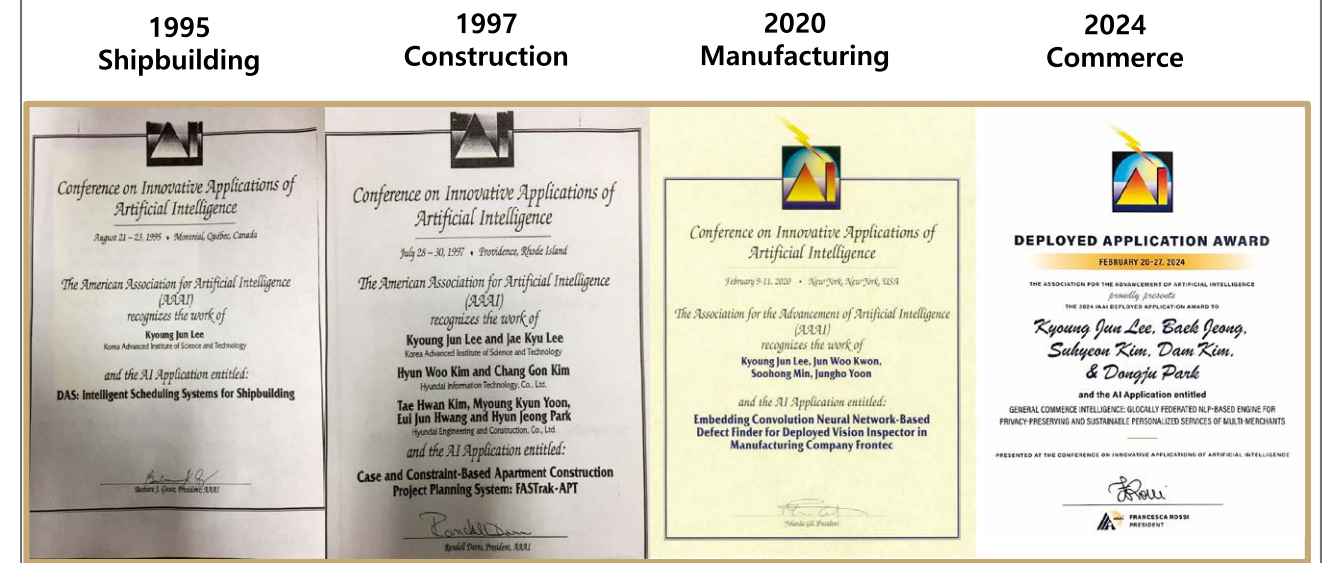 1995
Shipbuilding
1997
Construction
2020
Manufacturing
2024
Commerce
AI
Conference on Innovative Applications of
Artificial Intelligence
August 21 – 23, 1995 • Montréal, Québec, Canada
The American Association for Artificial Intelligence
(AAAI)
recognizes the work of
Kyoung Jun Lee
Korea Advanced Institute of Science and Technology
and the AI Application entitled:
DAS: Intelligent Scheduling Systems for Shipbuilding
Barbara J. Grosz, President, AAAI
AI
Conference on Innovative Applications of
Artificial Intelligence
July 28 – 30, 1997 • Providence, Rhode Island
The American Association for Artificial Intelligence
(AAAI)
recognizes the work of
Kyoung Jun Lee and Jae Kyu Lee
Korea Advanced Institute of Science and Technology
Hyun Woo Kim and Chang Gon Kim
Hyundai Information Technology, Co., Ltd.
Tae Hwan Kim, Myoung Kyun Yoon,
Eui Jun Hwang and Hyun Jeong Park
Hyundai Engineering and Construction, Co., Ltd.
and the AI Application entitled:
Case and Constraint-Based Apartment Construction
Project Planning System: FASTrak-APT
Randall Davis, President, AAAI
AI
Conference on Innovative Applications of
Artificial Intelligence
February 9-11, 2020 • New York, New York, USA
The Association for the Advancement of Artificial Intelligence
(AAAI)
recognizes the work of
Kyoung Jun Lee, Jun Woo Kwon,
Soohong Min, Jungho Yoon
and the AI Application entitled:
Embedding Convolution Neural Network-Based
Defect Finder for Deployed Vision Inspector in
Manufacturing Company Frontec
Yolanda Gil, President
AI
DEPLOYED APPLICATION AWARD
FEBRUARY 20-27, 2024
THE ASSOCIATION FOR THE ADVANCEMENT OF ARTIFICIAL INTELLIGENCE
proudly presents
THE 2024 IAAI DEPLOYED APPLICATION AWARD TO
Kyoung Jun Lee, Baek Jeong,
Suhyeon Kim, Dam Kim,
& Dongju Park
and the AI Application entitled
GENERAL COMMERCE INTELLIGENCE: GLOCALLY FEDERATED NLP-BASED ENGINE FOR
PRIVACY-PRESERVING AND SUSTAINABLE PERSONALIZED SERVICES OF MULTI-MERCHANTS
PRESENTED AT THE CONFERENCE ON INNOVATIVE APPLICATIONS OF ARTIFICIAL INTELLIGENCE
FRANCESCA ROSSI
PRESIDENT